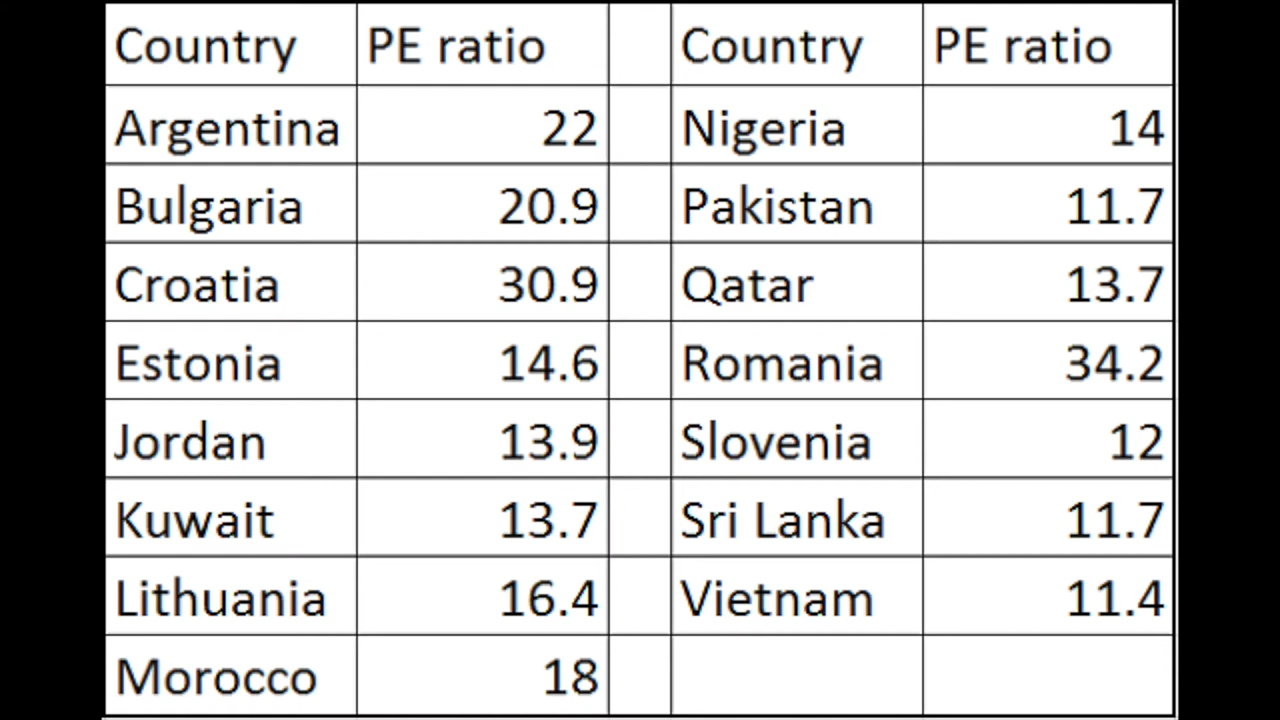 Country PE ratio Country PE ratio
Argentina 22 Nigeria 14
Bulgaria 20.9 Pakistan 11.7
Croatia 30.9 Qatar 13.7
Estonia 14.6 Romania 34.2
Jordan 13.9 Slovenia 12
Kuwait 13.7 Sri Lanka 11.7
Lithuania 16.4 Vietnam 11.4
Morocco 18